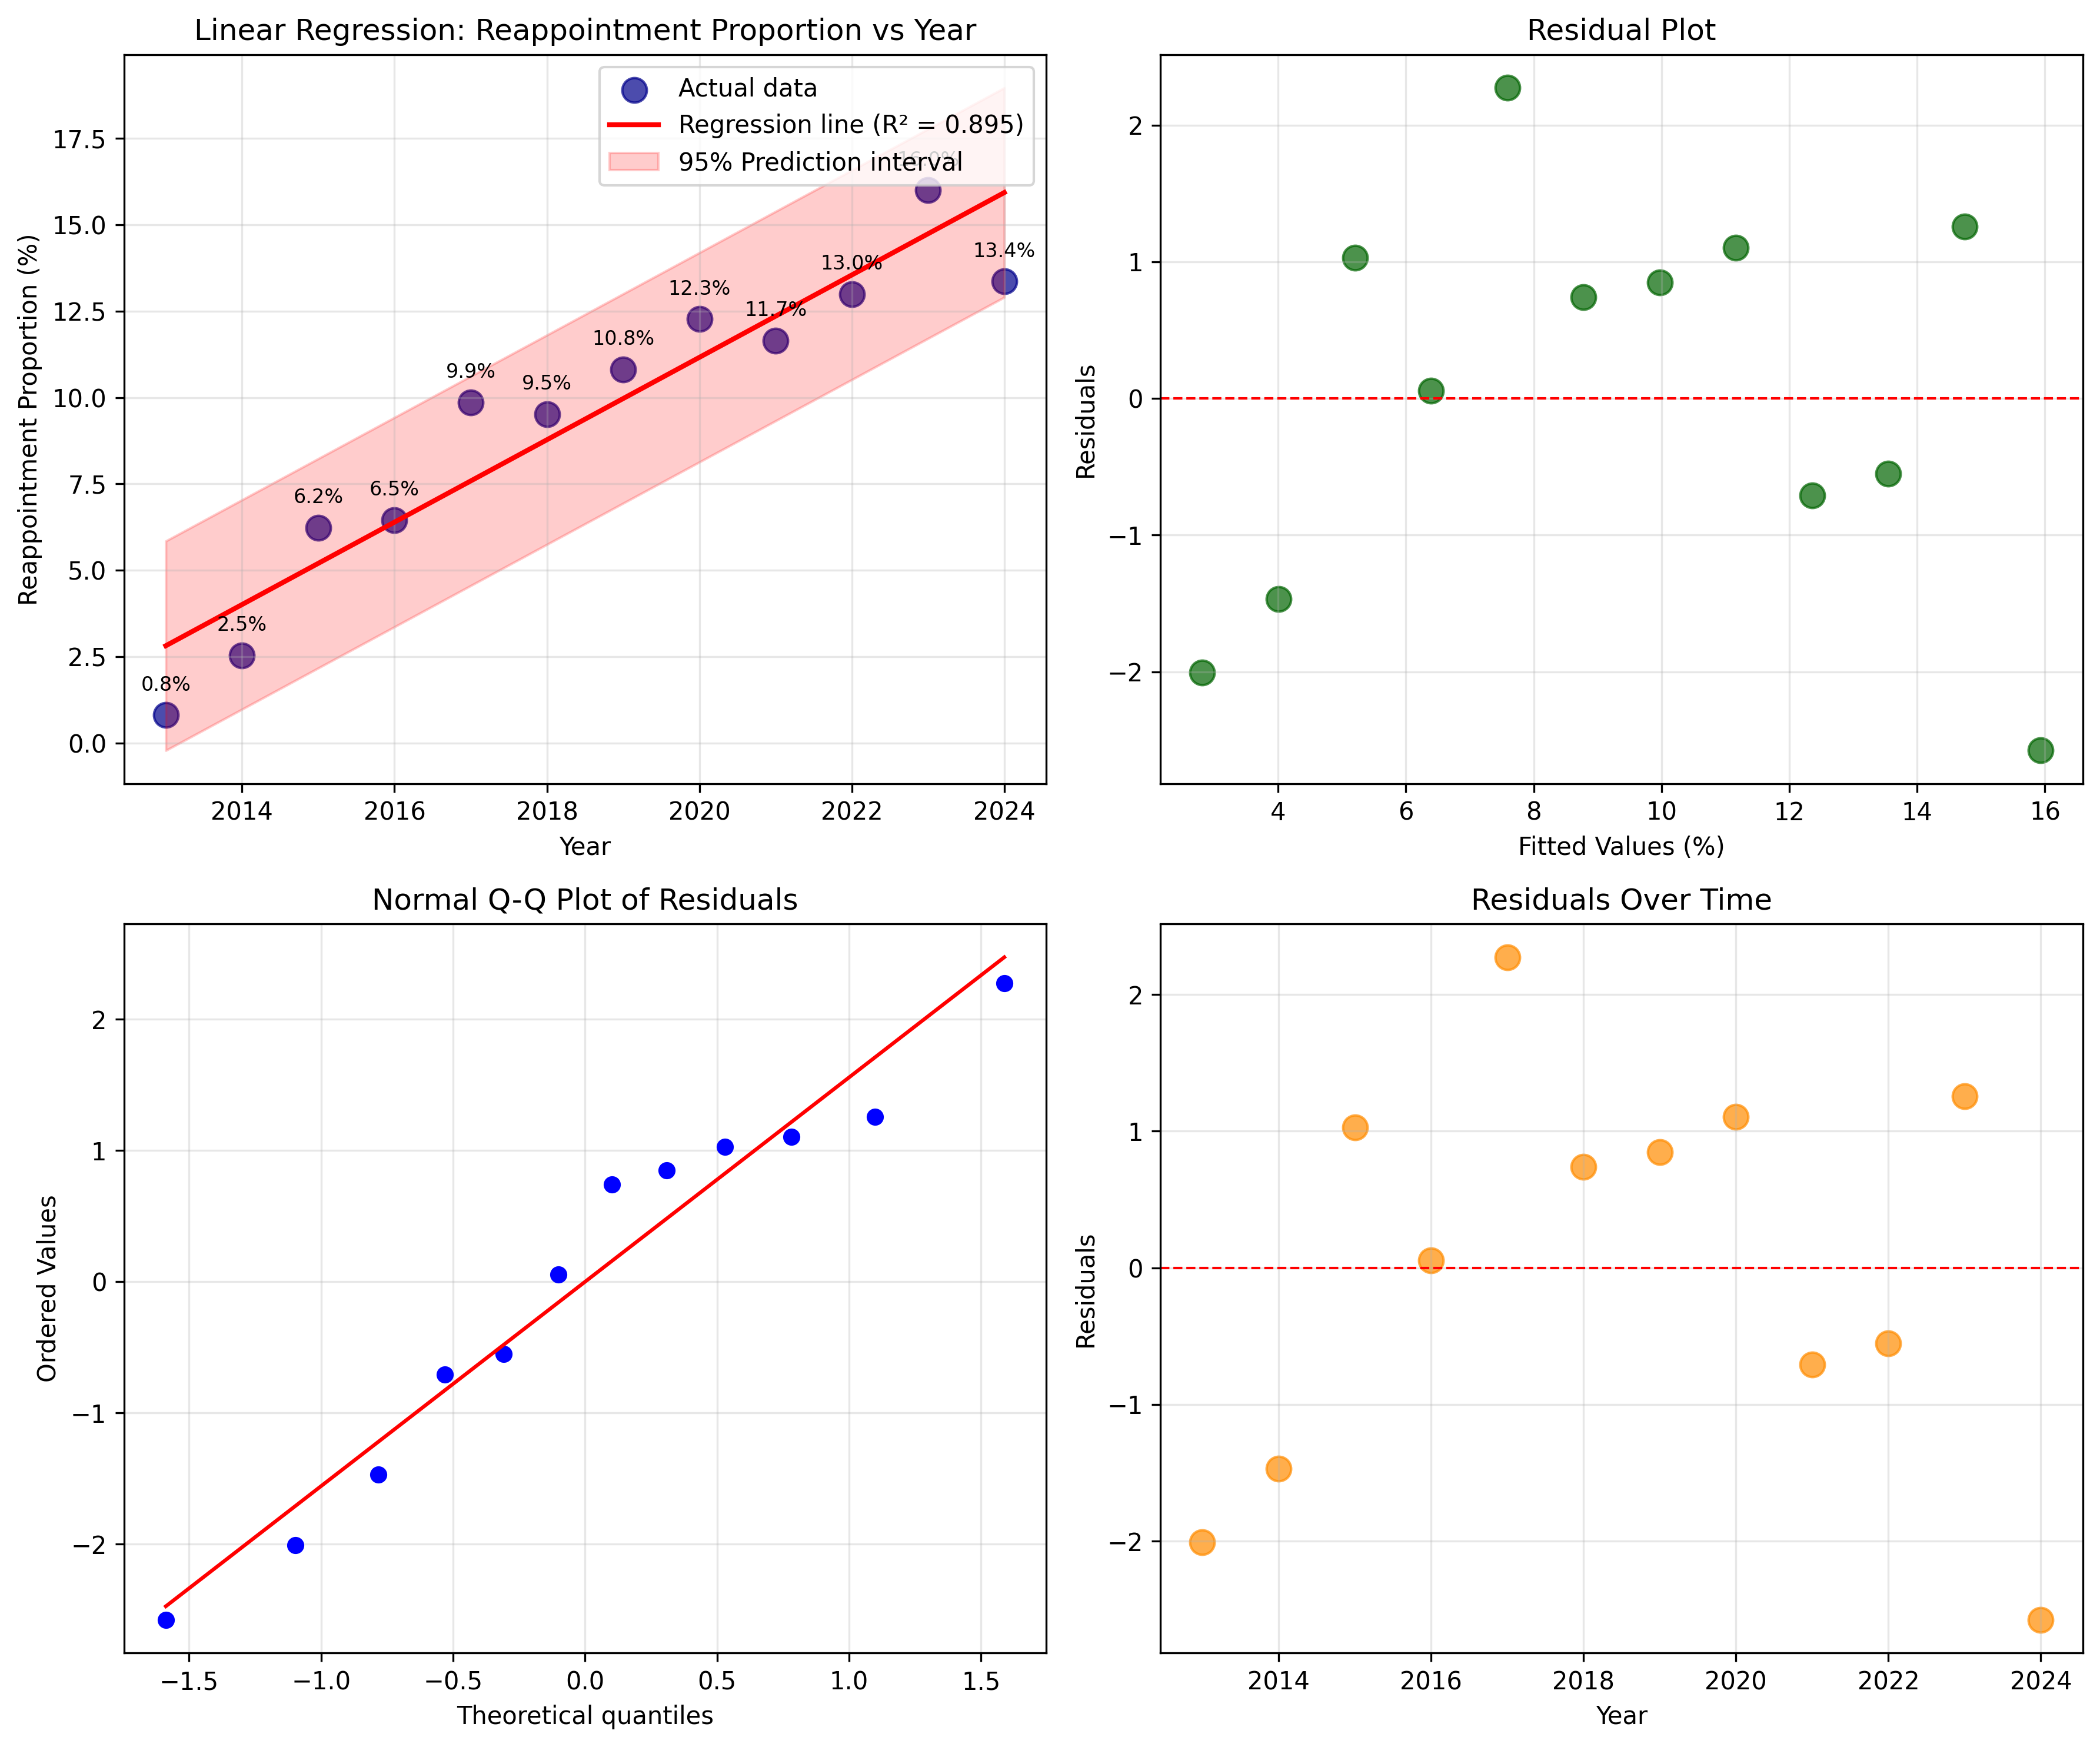 Linear Regression: Reappointment Proportion vs Year
Actual data
Regression line (R² = 0.895)
95% Prediction interval
17.5
15.0
12.5
10.0
7.5
5.0
2.5
0.0
Reappointment Proportion (%)
0.8%
2.5%
6.2%
6.5%
9.9%
9.5%
10.8%
12.3%
11.7%
13.0%
13.4%
2014 2016 2018 2020 2022 2024
Year
Residual Plot
2
1
0
−1
−2
Residuals
4 6 8 10 12 14 16
Fitted Values (%)
Normal Q-Q Plot of Residuals
2
1
0
−1
−2
Ordered Values
−1.5 −1.0 −0.5 0.0 0.5 1.0 1.5
Theoretical quantiles
Residuals Over Time
2
1
0
−1
−2
Residuals
2014 2016 2018 2020 2022 2024
Year